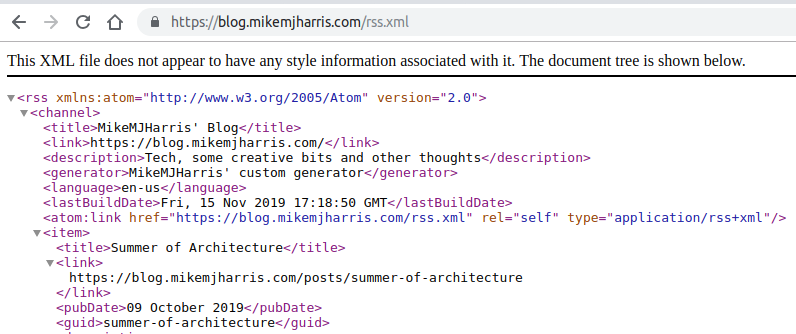 https://blog.mikemjharris.com/rss.xml
This XML file does not appear to have any style information associated with it. The document tree is shown below.
<rss xmlns:atom="http://www.w3.org/2005/Atom" version="2.0">
<channel>
<title>MikeMJHarris' Blog</title>
<link>https://blog.mikemjharris.com/</link>
<description>Tech, some creative bits and other thoughts</description>
<generator>MikeMJHarris' custom generator</generator>
<language>en-us</language>
<lastBuildDate>Fri, 15 Nov 2019 17:18:50 GMT</lastBuildDate>
<atom:link href="https://blog.mikemjharris.com/rss.xml" rel="self" type="application/rss+xml"/>
<item>
<title>Summer of Architecture</title>
<link>
https://blog.mikemjharris.com/posts/summer-of-architecture
</link>
<pubDate>09 October 2019</pubDate>
<guid>summer-of-architecture</guid>